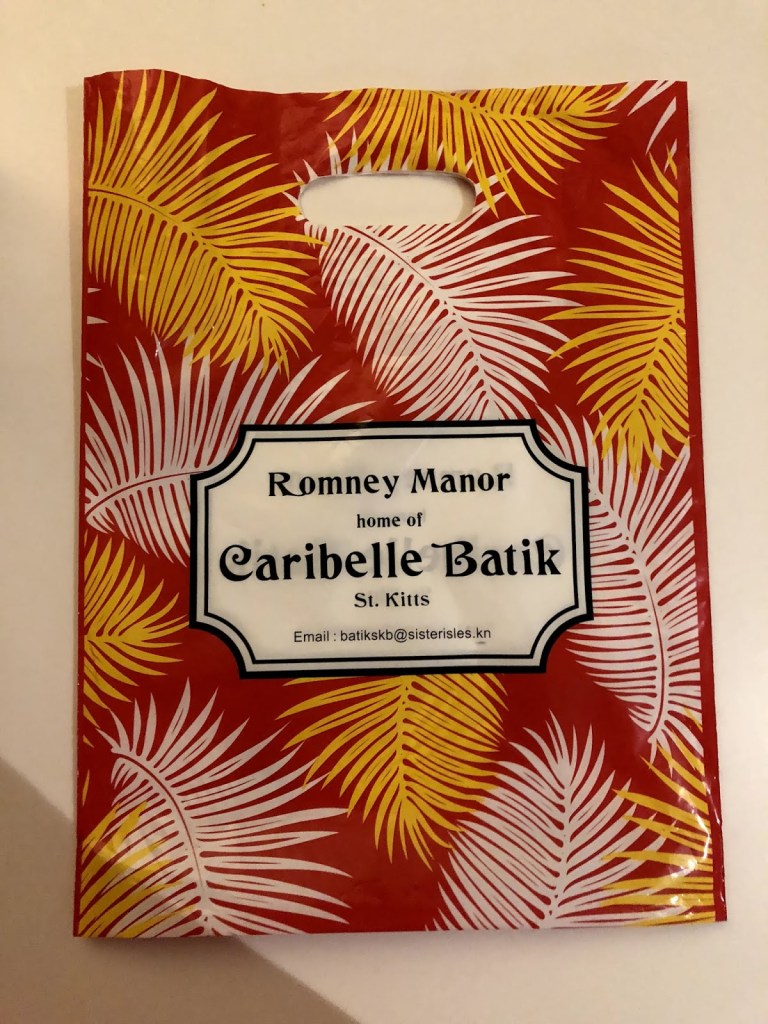 Romney Manor
home of
Caribelle Batik
St. Kitts
Email : batikskb@sisterisles.kn